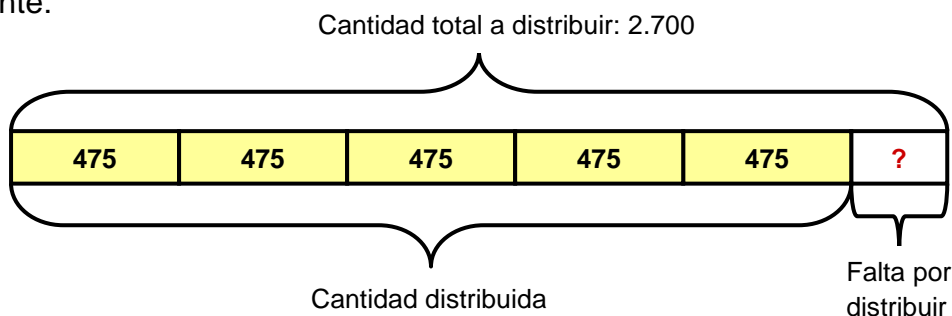 nte:
Cantidad total a distribuir: 2.700
475 475 475 475 475 ?
Cantidad distribuida
Falta por
distribuir